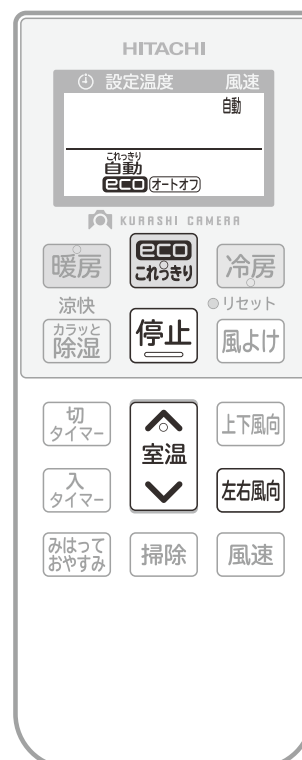 HITACHI
設定温度 風速
自動
これっきり
自動
eco オートオフ
KURASHI CAMERA
暖房 eco これっきり 冷房
涼快 リセット
カラッと 除湿 停止 風よけ
切 タイマー 上下風向
室温
入 タイマー 左右風向
みはって おやすみ 掃除 風速